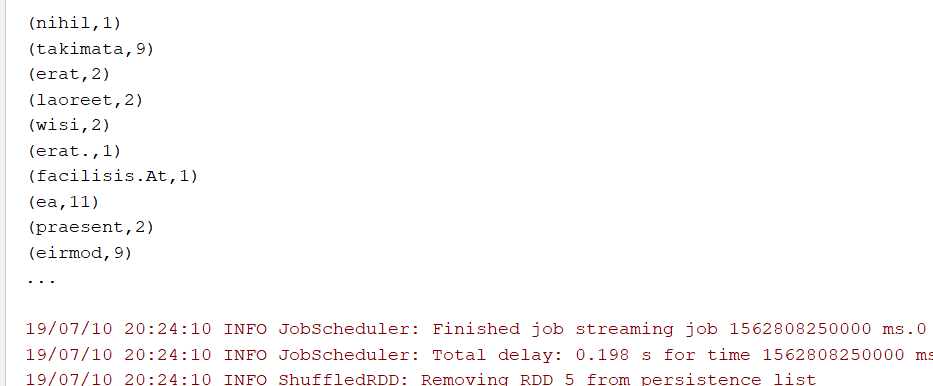 (nihil,1)
(takimata,9)
(erat,2)
(laoreet,2)
(wisi,2)
(erat.,1)
(facilisis.At,1)
(ea,11)
(praesent,2)
(eirmod,9)
...
19/07/10 20:24:10 INFO JobScheduler: Finished job streaming job 1562808250000 ms.0
19/07/10 20:24:10 INFO JobScheduler: Total delay: 0.198 s for time 1562808250000 ms
19/07/10 20:24:10 INFO ShuffledRDD: Removing RDD 5 from persistence list